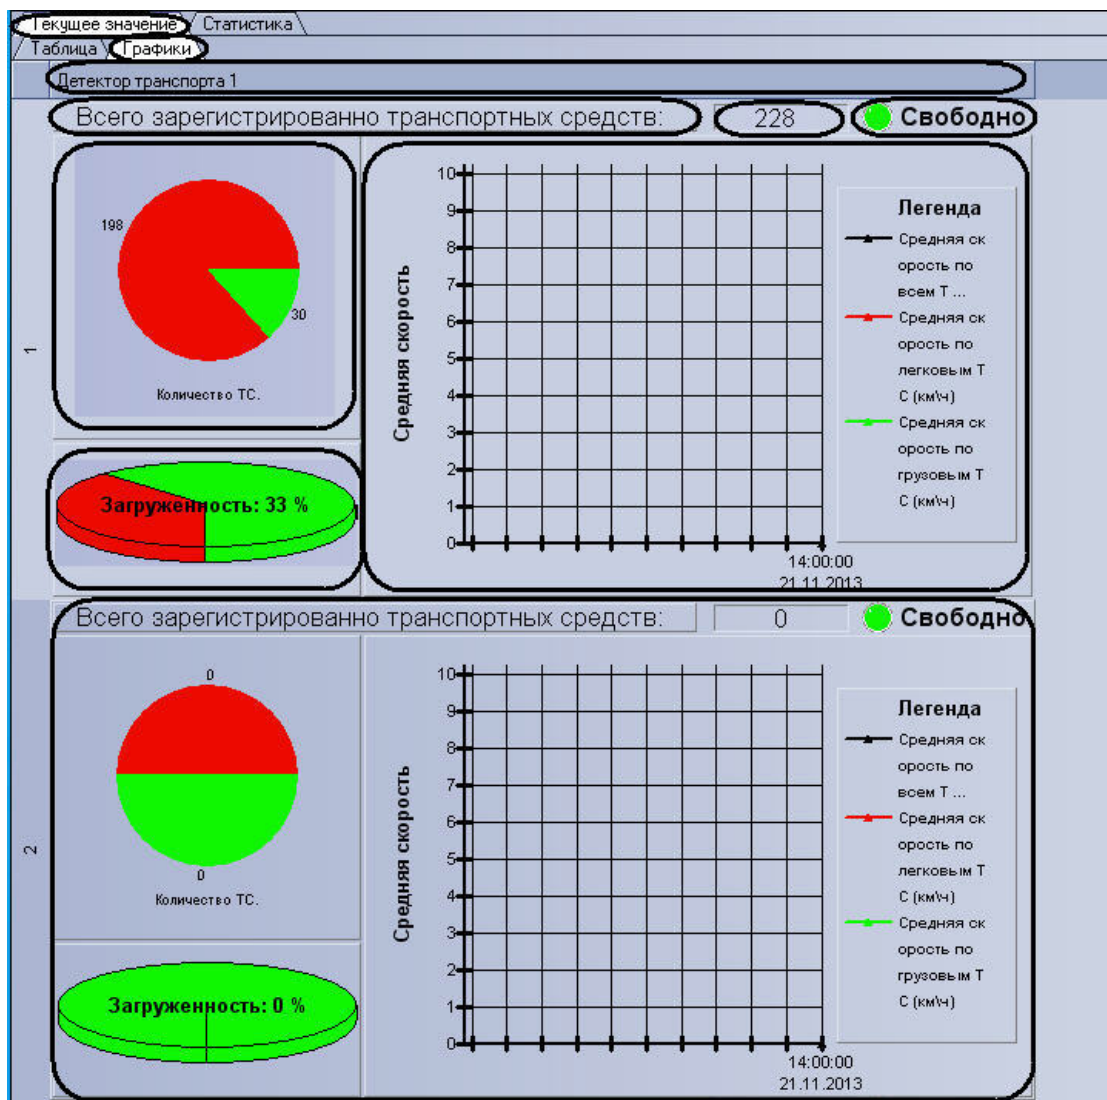 Текущее значение Статистика
Таблица Графики
Детектор транспорта 1
Всего зарегистрированно транспортных средств: 228 Свободно
1
198
30
Количество ТС.
Загруженность: 33 %
Средняя скорость
10
9
8
7
6
5
4
3
2
1
0
14:00:00
21.11.2013
Легенда
Средняя ск
орость по
всем Т ...
Средняя ск
орость по
легковым Т
С (км\ч)
Средняя ск
орость по
грузовым Т
С (км\ч)
2
Всего зарегистрированно транспортных средств: 0 Свободно
0
0
Количество ТС.
Загруженность: 0 %
Средняя скорость
10
9
8
7
6
5
4
3
2
1
0
14:00:00
21.11.2013
Легенда
Средняя ск
орость по
всем Т ...
Средняя ск
орость по
легковым Т
С (км\ч)
Средняя ск
орость по
грузовым Т
С (км\ч)